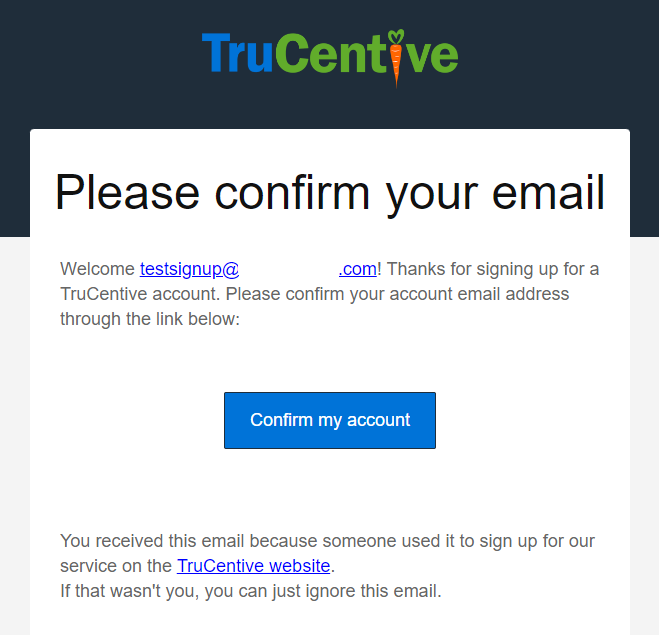 TruCentive
Please confirm your email
Welcome testsignup@ .com! Thanks for signing up for a
TruCentive account. Please confirm your account email address
through the link below:
Confirm my account
You received this email because someone used it to sign up for our
service on the TruCentive website.
If that wasn't you, you can just ignore this email.